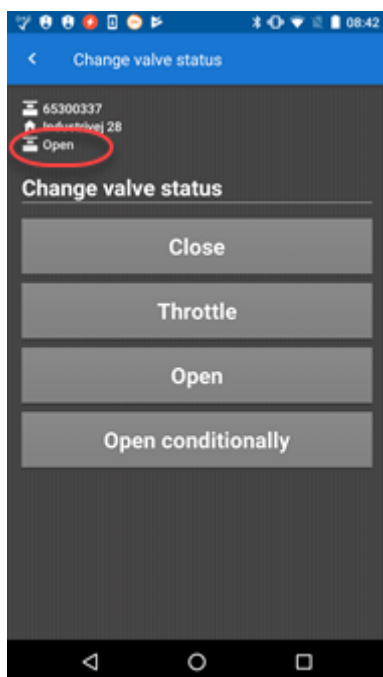 08:42
Change valve status
65300337
Industrivej 28
Open
Change valve status
Close
Throttle
Open
Open conditionally